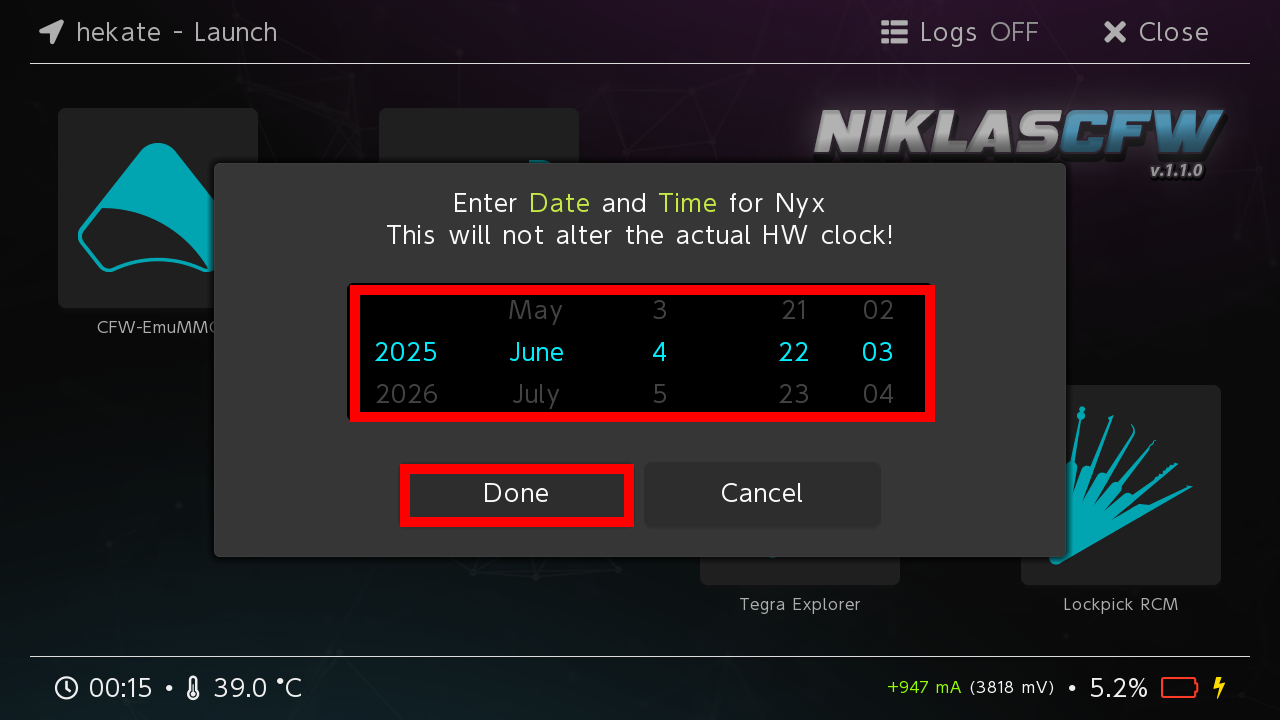 hekate - Launch
Logs OFF
Close
NIKLASCFW
v.1.1.0
Enter Date and Time for Nyx
This will not alter the actual HW clock!
May 3 21 02
2025 June 4 22 03
2026 July 5 23 04
CFW-EmuMMC
Done
Cancel
Tegra Explorer
Lockpick RCM
00:15 • 39.0 °C
+947 mA (3818 mV) • 5.2%